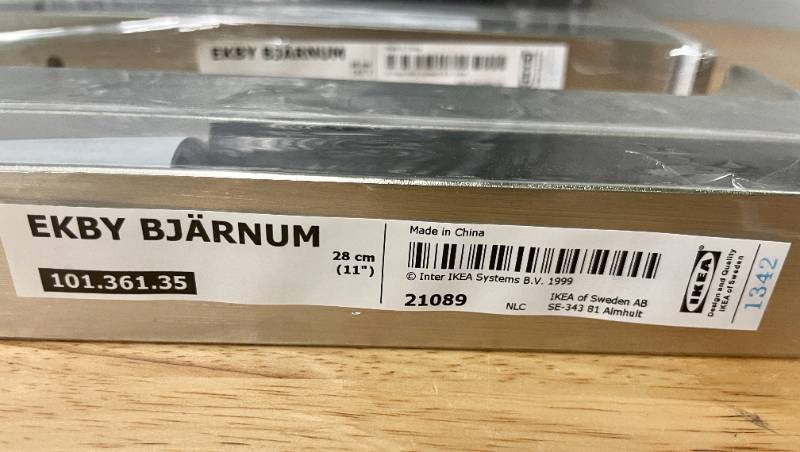 EKBY BJÄRNUM
EKBY BJÄRNUM
28 cm
(11")
101.361.35
Made in China
© Inter IKEA Systems B.V. 1999
21089
NLC
IKEA of Sweden AB
SE-343 81 Älmhult
IKEA
Design and Quality
IKEA of Sweden
1342